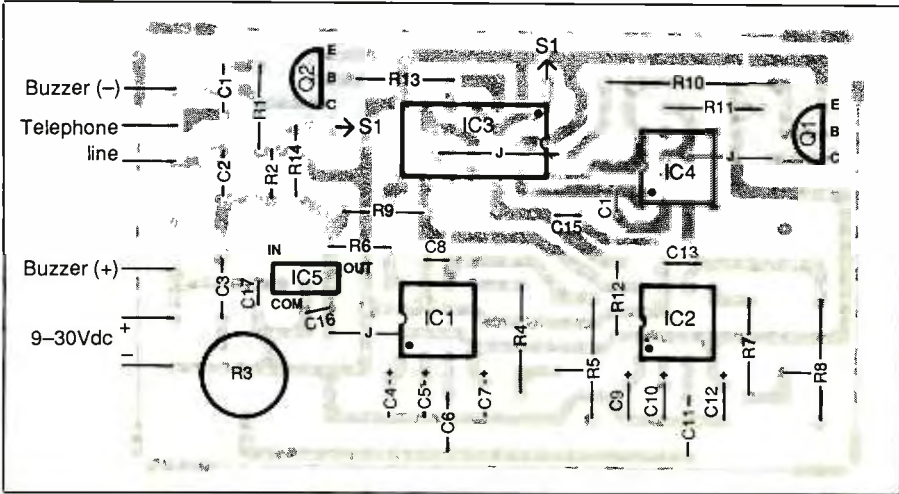 S1
Q2
E
B
C
R13
R10
R11
Q1
E
B
C
Buzzer (–)
C1
R1
Telephone
line
S1
IC3
J
IC4
J
C2
R2
R14
R9
C1
C15
R6
C8
C13
IN
OUT
IC5
COM
Buzzer (+)
C3
C17
C16
J
IC1
R4
R12
IC2
R7
9–30Vdc
+
–
R3
R5
R8
C4
+
C5
+
C6
C7
+
C9
+
C10
+
C11
C12
+